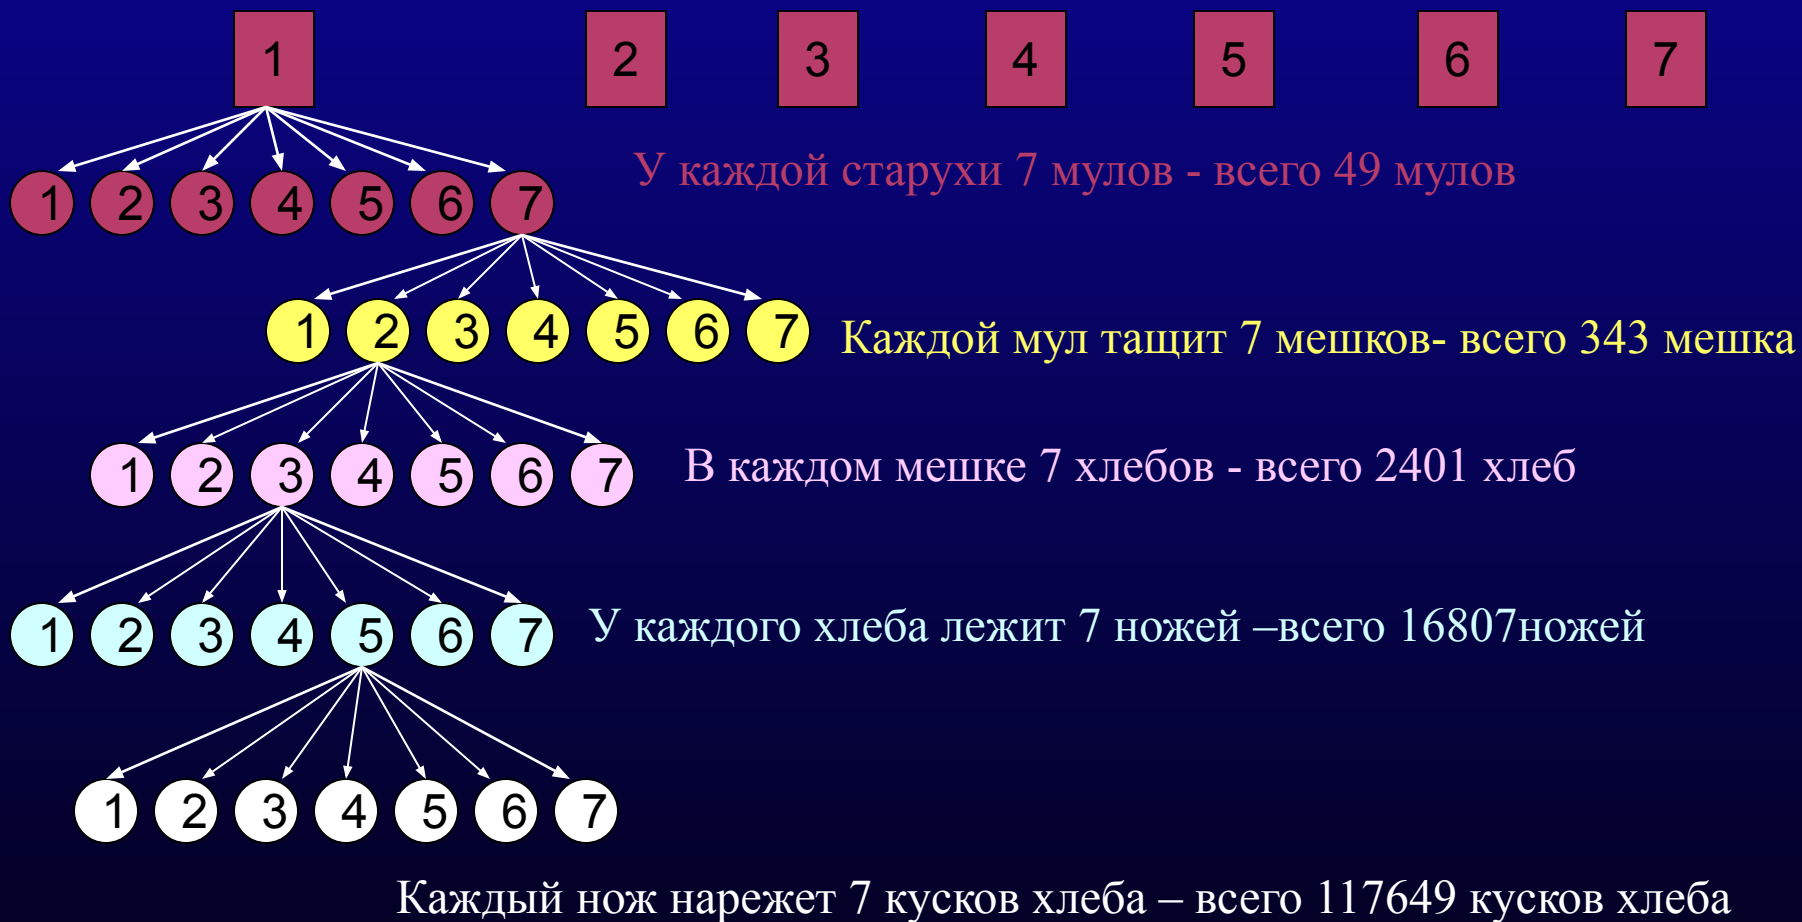 1 2 3 4 5 6 7
У каждой старухи 7 мулов - всего 49 мулов
1 2 3 4 5 6 7
1 2 3 4 5 6 7
Каждой мул тащит 7 мешков- всего 343 мешка
1 2 3 4 5 6 7
В каждом мешке 7 хлебов - всего 2401 хлеб
1 2 3 4 5 6 7
У каждого хлеба лежит 7 ножей –всего 16807ножей
1 2 3 4 5 6 7
Каждый нож нарежет 7 кусков хлеба – всего 117649 кусков хлеба